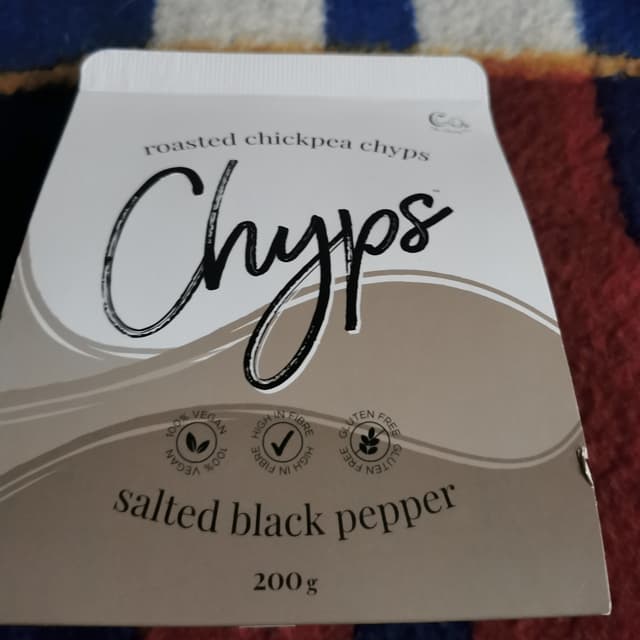 Co.
roasted chickpea chyps
Chyps
100% VEGAN 100% VEGAN
HIGH IN FIBRE HIGH IN FIBRE
GLUTEN FREE GLUTEN FREE
salted black pepper
200g